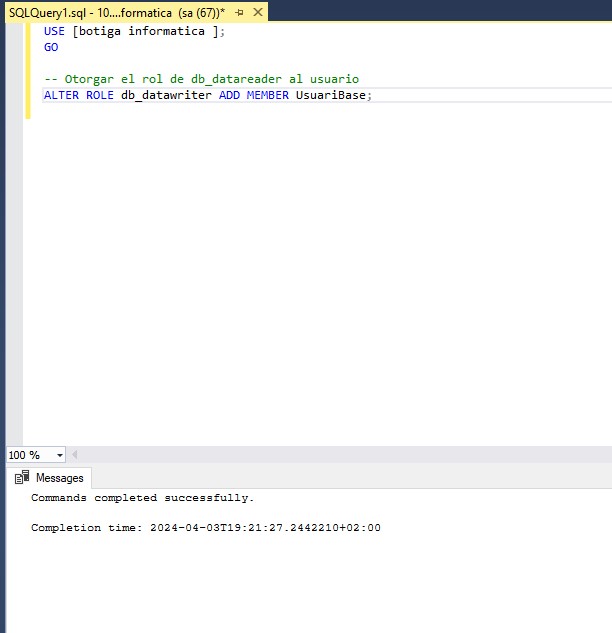 SQLQuery1.sql - 10....formatica (sa (67))*
USE [botiga informatica ];
GO
-- Otorgar el rol de db_datareader al usuario
ALTER ROLE db_datawriter ADD MEMBER UsuariBase;
100 %
Messages
Commands completed successfully.
Completion time: 2024-04-03T19:21:27.2442210+02:00